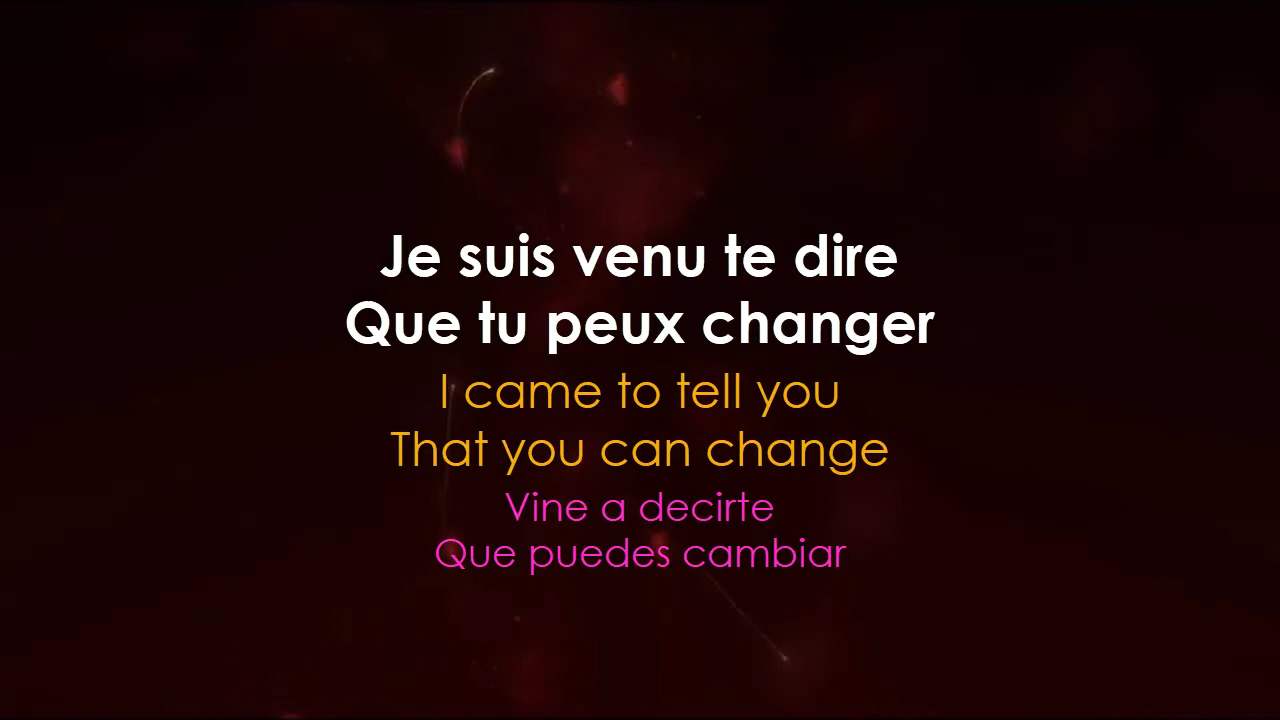 Je suis venu te dire
Que tu peux changer
I came to tell you
That you can change
Vine a decirte
Que puedes cambiar